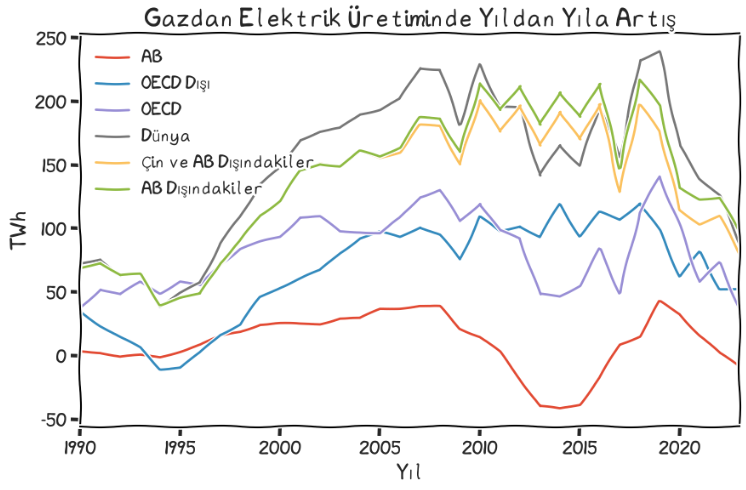 Gazdan Elektrik Üretiminde Yıldan Yıla Artış
250
200
150
100
50
0
-50
TWh
AB
OECD Dışı
OECD
Dünya
Çin ve AB Dışındakiler
AB Dışındakiler
1990
1995
2000
2005
2010
2015
2020
Yıl